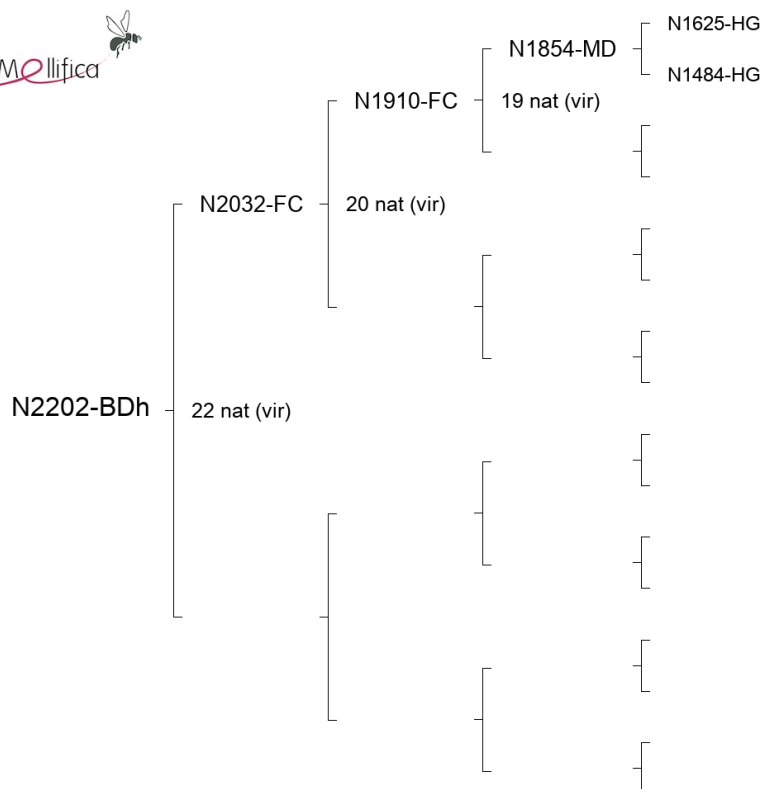 Mellifica
N1625-HG
N1854-MD
N1484-HG
N1910-FC
19 nat (vir)
N2032-FC
20 nat (vir)
N2202-BDh
22 nat (vir)